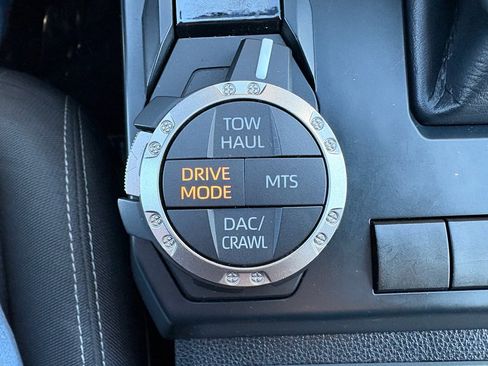 TOW
HAUL
DRIVE
MODE
MTS
DAC/
CRAWL